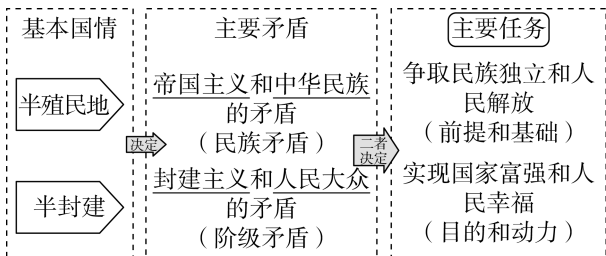 基本国情
半殖民地
半封建
决定
主要矛盾
帝国主义和中华民族
的矛盾
(民族矛盾)
封建主义和人民大众
的矛盾
(阶级矛盾)
二者
决定
主要任务
争取民族独立和人
民解放
(前提和基础)
实现国家富强和人
民幸福
(目的和动力)